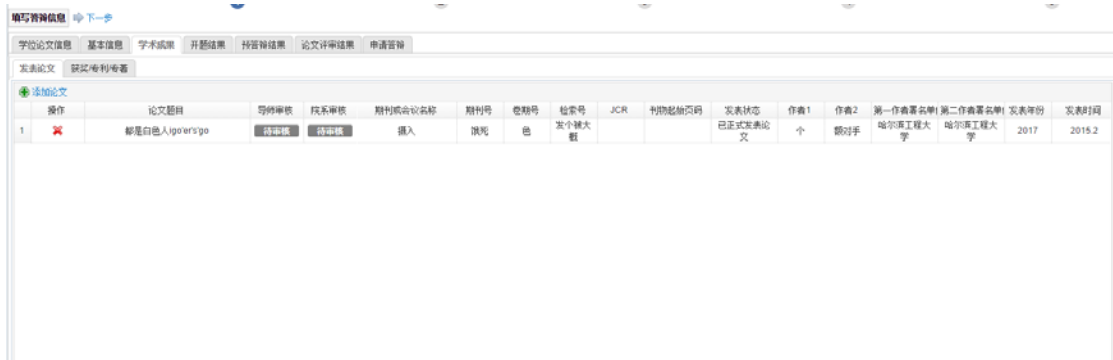 填写答辩信息 下一步
学位论文信息 基本信息 学术成果 开题结果 预答辩结果 论文评审结果 申请答辩
发表论文 获奖/专利/专著
添加论文
操作 论文题目 导师审核 院系审核 期刊或会议名称 期刊号 卷期号 检索号 JCR 刊物起始页码 发表状态 作者1 作者2 第一作者署名单 第二作者署名单 发表年份 发表时间
1 都是白色人igo'er's'go 待审核 待审核 摄入 饿死 色 发个被大概 已正式发表论文 个 额对手 哈尔滨工程大学 哈尔滨工程大学 2017 2015.2